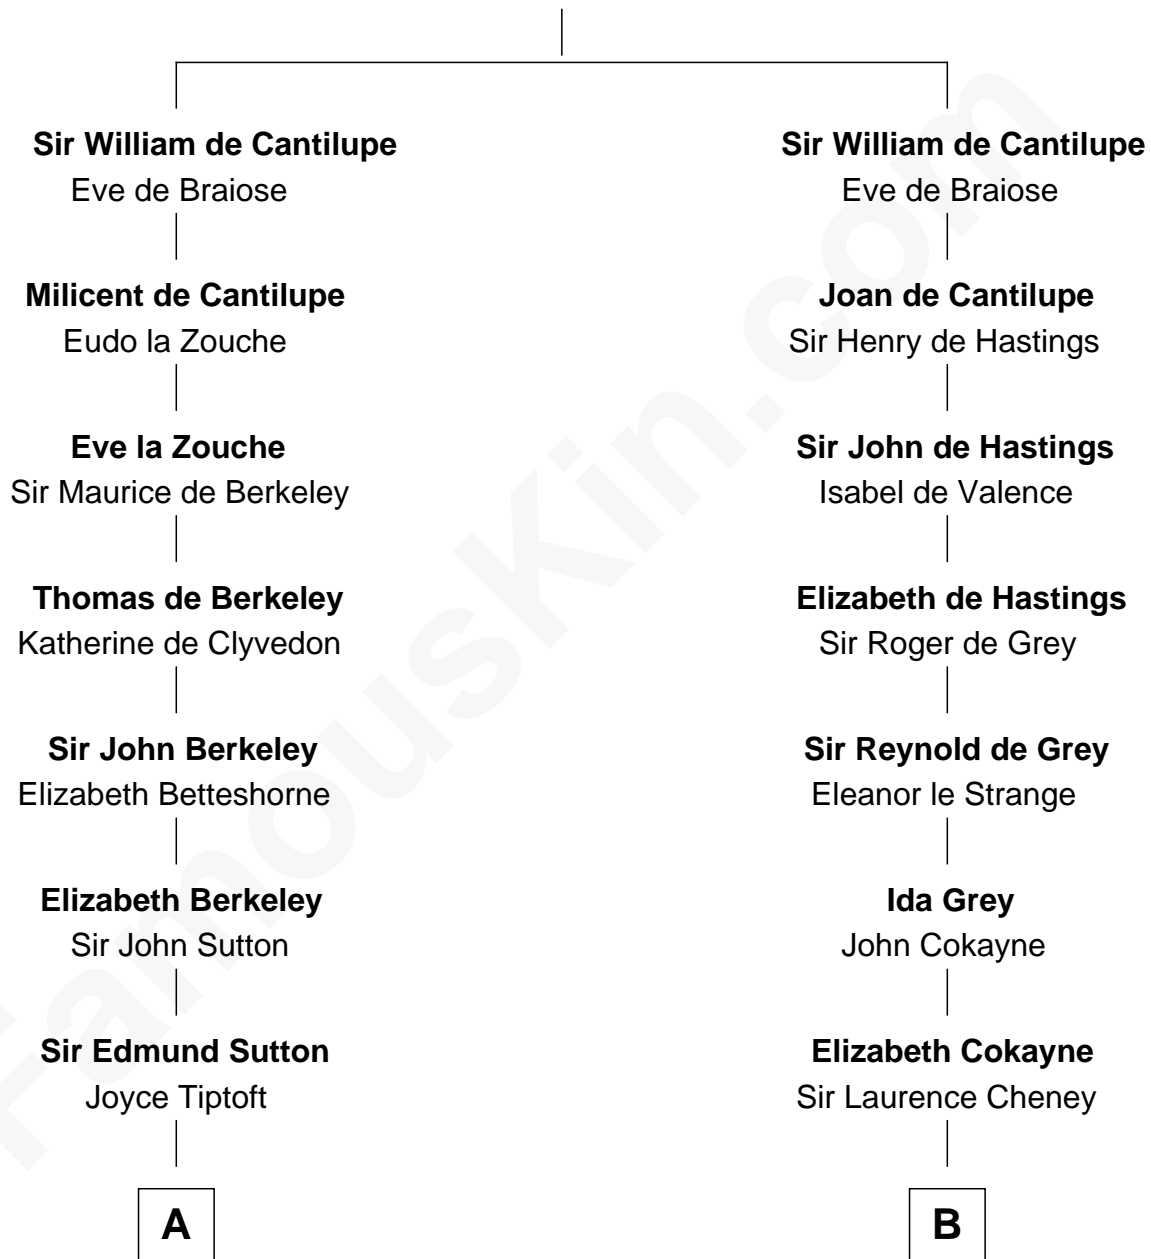 Sir William de Cantilupe
Eve de Braiose
Milicent de Cantilupe
Eudo la Zouche
Eve la Zouche
Sir Maurice de Berkeley
Thomas de Berkeley
Katherine de Clyvedon
Sir John Berkeley
Elizabeth Betteshorne
Elizabeth Berkeley
Sir John Sutton
Sir Edmund Sutton
Joyce Tiptoft
A
Sir William de Cantilupe
Eve de Braiose
Joan de Cantilupe
Sir Henry de Hastings
Sir John de Hastings
Isabel de Valence
Elizabeth de Hastings
Sir Roger de Grey
Sir Reynold de Grey
Eleanor le Strange
Ida Grey
John Cokayne
Elizabeth Cokayne
Sir Laurence Cheney
B
FamousKin.com